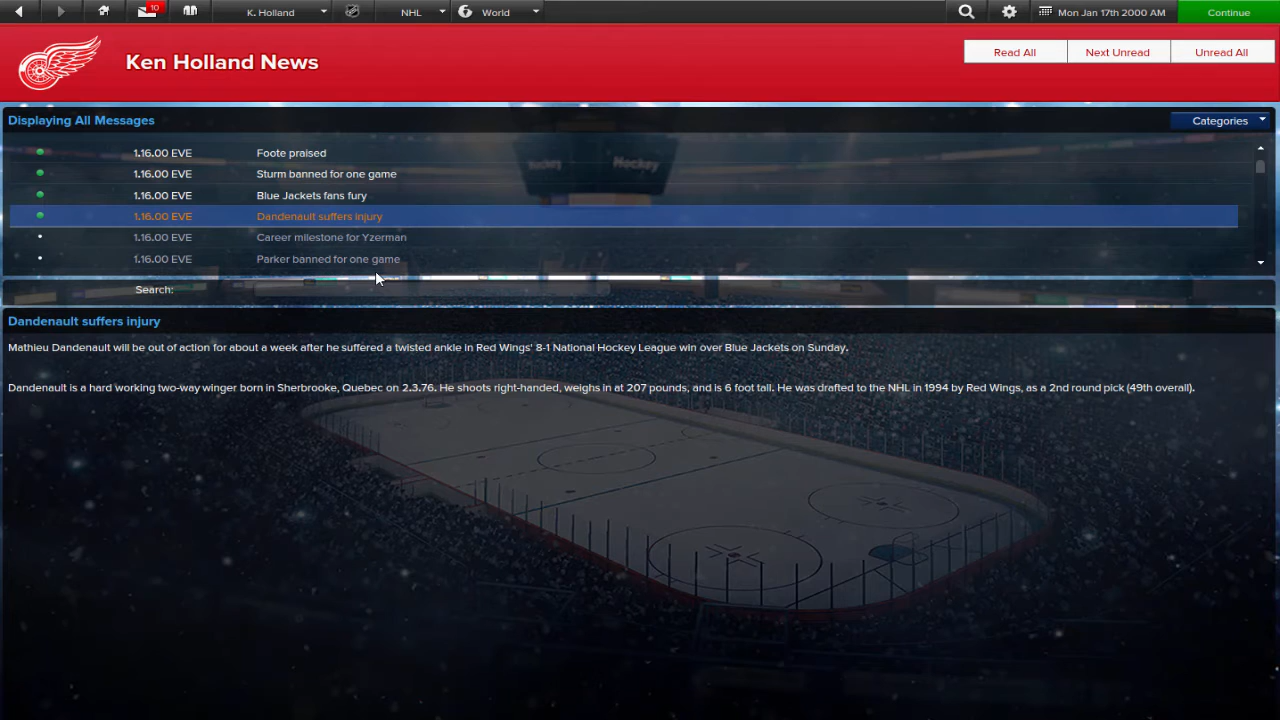 10
K. Holland
NHL
World
Mon Jan 17th 2000 AM
Continue
Ken Holland News
Read All
Next Unread
Unread All
Displaying All Messages
Categories
1.16.00 EVE Foote praised
1.16.00 EVE Sturm banned for one game
1.16.00 EVE Blue Jackets fans fury
1.16.00 EVE Dandenault suffers injury
1.16.00 EVE Career milestone for Yzerman
1.16.00 EVE Parker banned for one game
Hockey
Search:
Dandenault suffers injury
Mathieu Dandenault will be out of action for about a week after he suffered a twisted ankle in Red Wings' 8-1 National Hockey League win over Blue Jackets on Sunday.
Dandenault is a hard working two-way winger born in Sherbrooke, Quebec on 2.3.76. He shoots right-handed, weighs in at 207 pounds, and is 6 foot tall. He was drafted to the NHL in 1994 by Red Wings, as a 2nd round pick (49th overall).